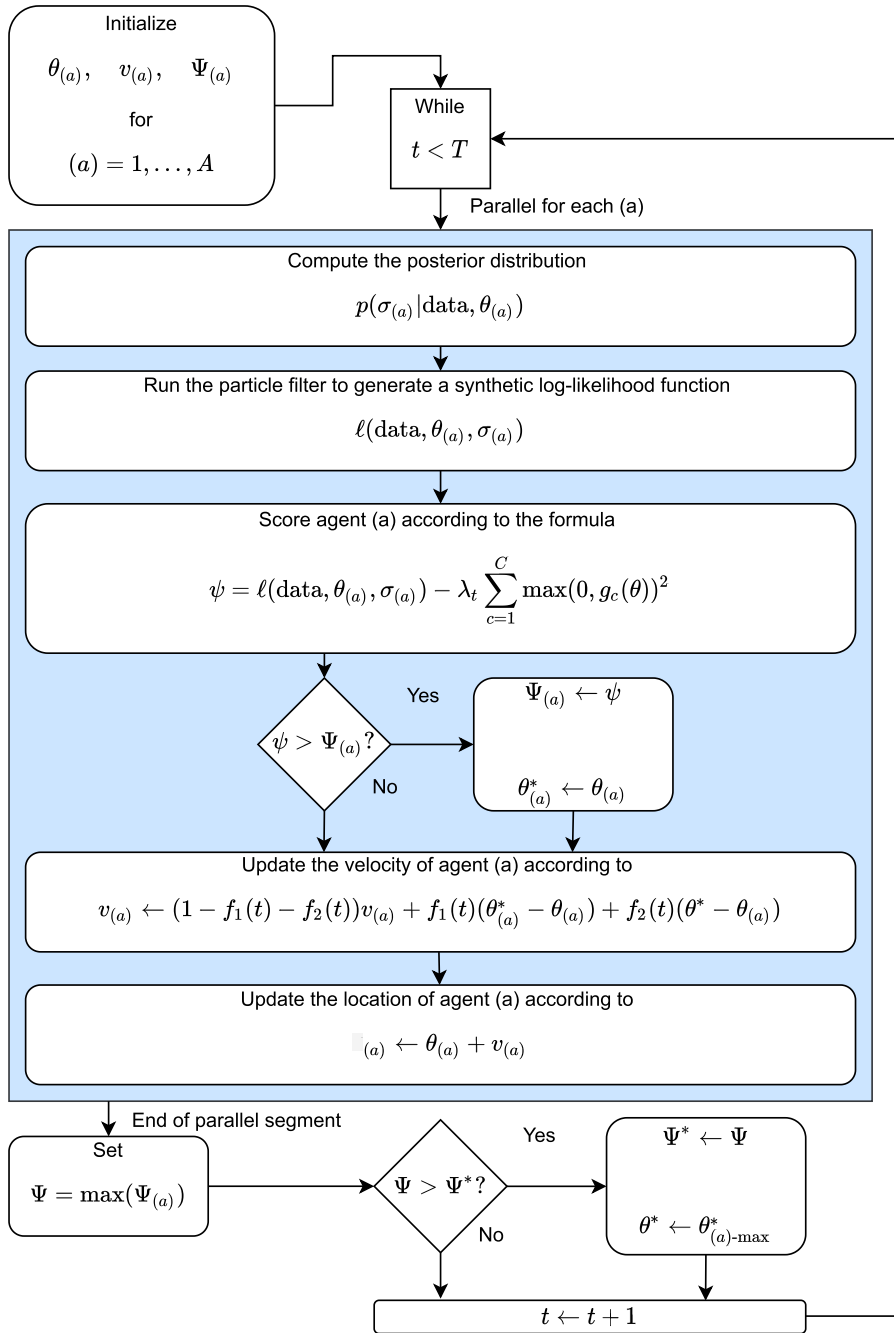 Initialize
θ_(a), v_(a), Ψ_(a)
for
(a) = 1, . . . , A
While
t < T
Parallel for each (a)
Compute the posterior distribution
p(σ_(a)|data, θ_(a))
Run the particle filter to generate a synthetic log-likelihood function
ℓ(data, θ_(a), σ_(a))
Score agent (a) according to the formula
ψ = ℓ(data, θ_(a), σ_(a)) − λ_t ∑_{c=1}^{C} max(0, g_c(θ))²
ψ > Ψ_(a)?
Yes
No
Ψ_(a) ← ψ
θ*_(a) ← θ_(a)
Update the velocity of agent (a) according to
v_(a) ← (1 − f₁(t) − f₂(t))v_(a) + f₁(t)(θ*_(a) − θ_(a)) + f₂(t)(θ* − θ_(a))
Update the location of agent (a) according to
_(a) ← θ_(a) + v_(a)
End of parallel segment
Set
Ψ = max(Ψ_(a))
Ψ > Ψ*?
Yes
No
Ψ* ← Ψ
θ* ← θ*_(a)-max
t ← t + 1